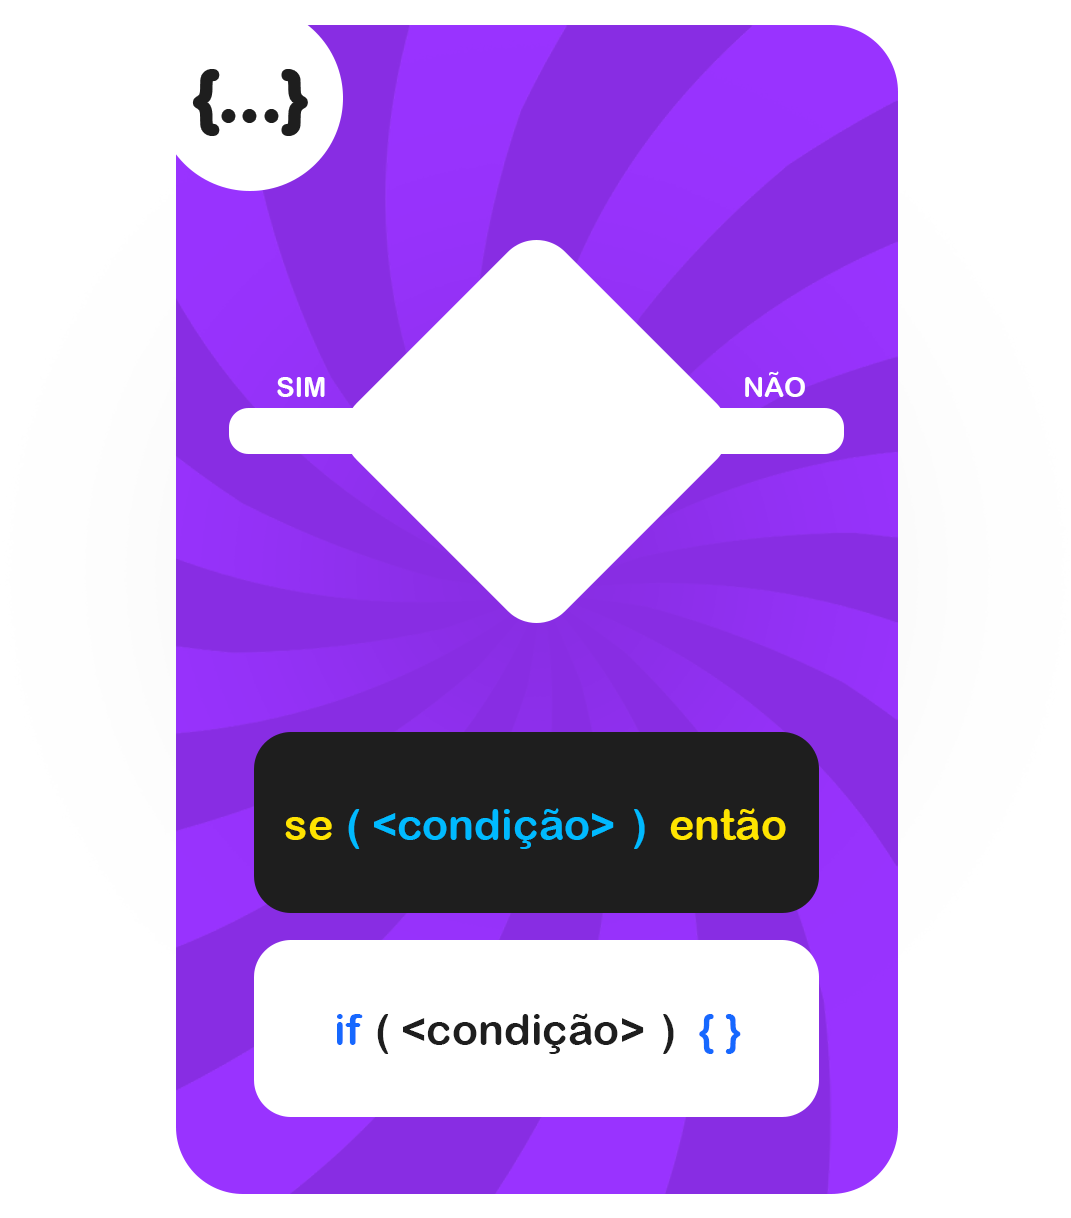 {...}
SIM
NÃO
se ( <condição> ) então
if ( <condição> ) { }